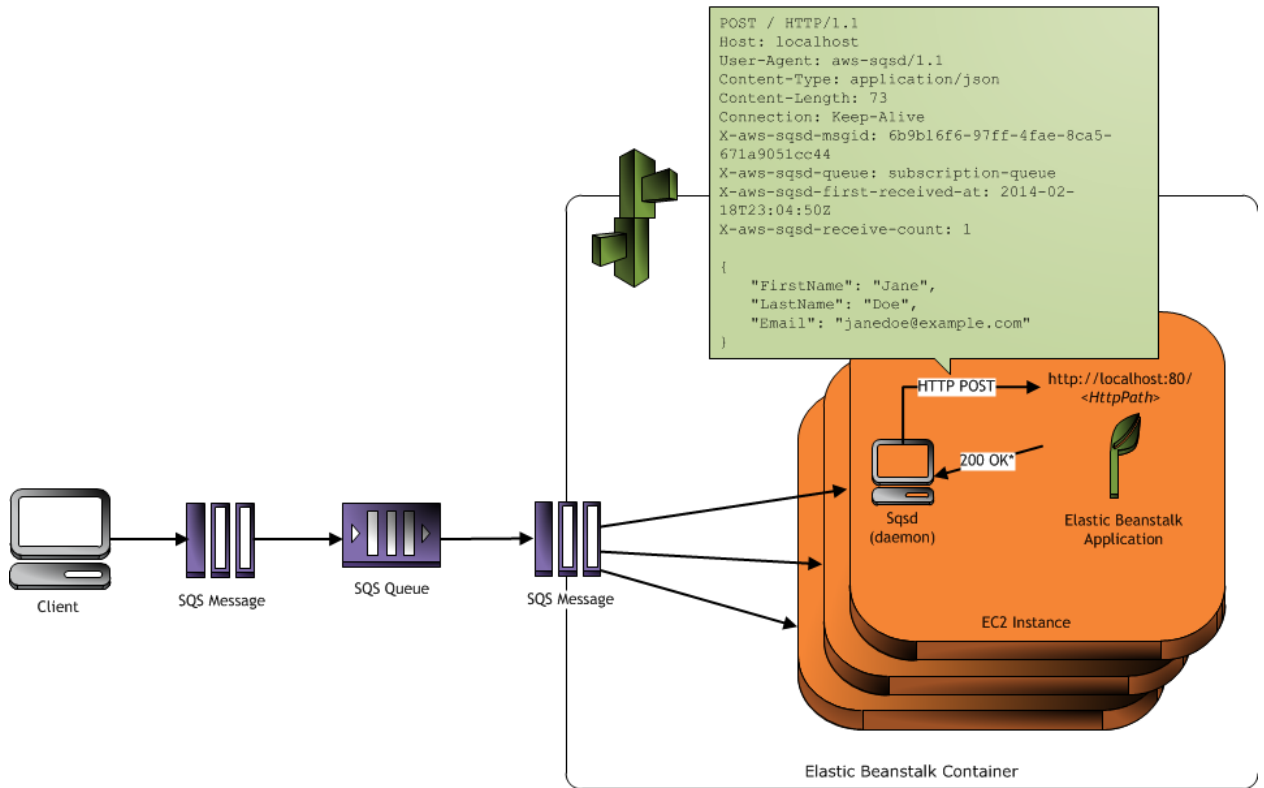 POST / HTTP/1.1
Host: localhost
User-Agent: aws-sqsd/1.1
Content-Type: application/json
Content-Length: 73
Connection: Keep-Alive
X-aws-sqsd-msgid: 6b9b16f6-97ff-4fae-8ca5-
671a9051cc44
X-aws-sqsd-queue: subscription-queue
X-aws-sqsd-first-received-at: 2014-02-
18T23:04:50Z
X-aws-sqsd-receive-count: 1
{
"FirstName": "Jane",
"LastName": "Doe",
"Email": "janedoe@example.com"
}
HTTP POST
http://localhost:80/
<HttpPath>
200 OK*
Sqsd
(daemon)
Elastic Beanstalk
Application
EC2 Instance
Client
SQS Message
SQS Queue
SQS Message
Elastic Beanstalk Container